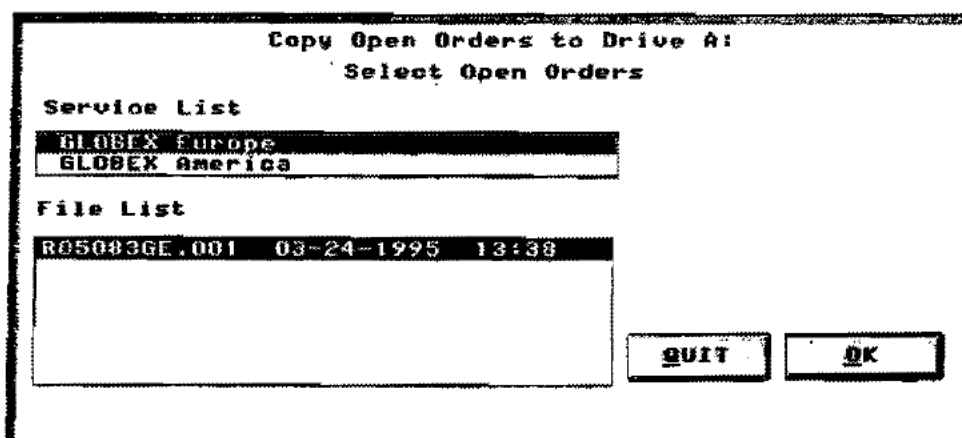 Copy Open Orders to Drive A:
Select Open Orders
Service List
GLOBEX Europe
GLOBEX America
File List
R05083GE.001 03-24-1995 13:38
QUIT OK